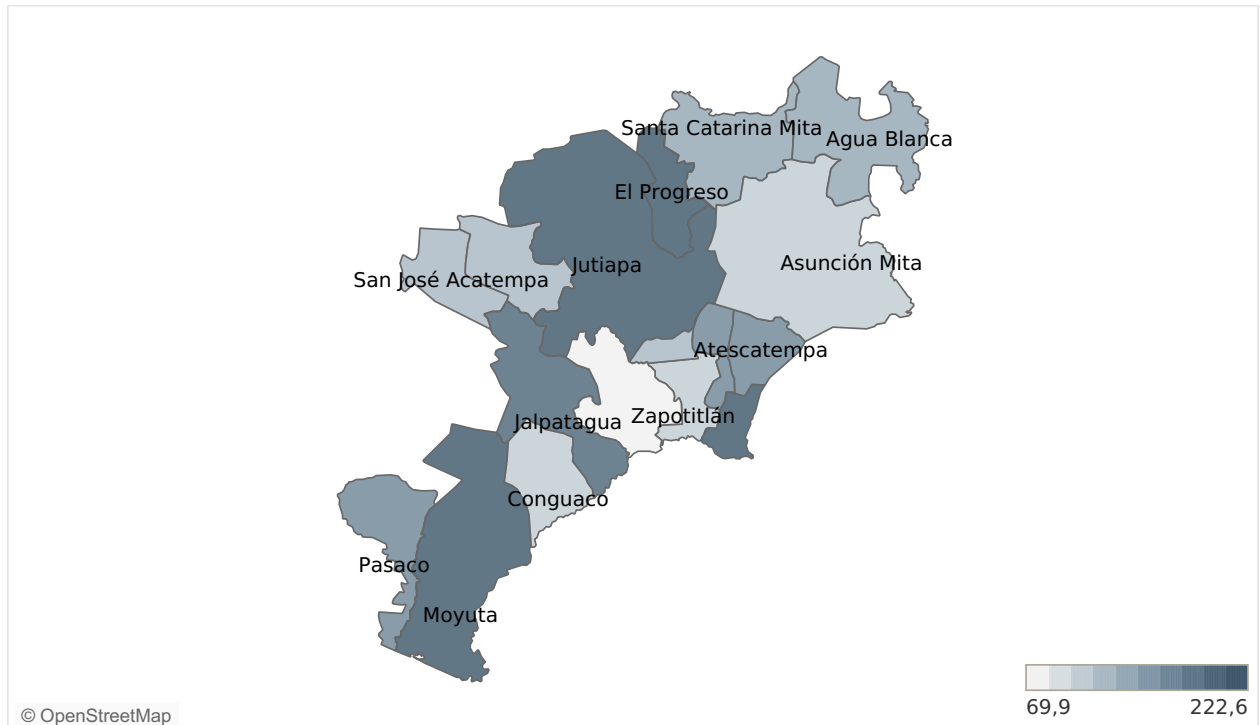 Santa Catarina Mita
Agua Blanca
El Progreso
Asunción Mita
Jutiapa
San José Acatempa
Atescatempa
Zapotitlán
Jalpatagua
Conguaco
Pasaco
Moyuta
69,9
222,6
© OpenStreetMap